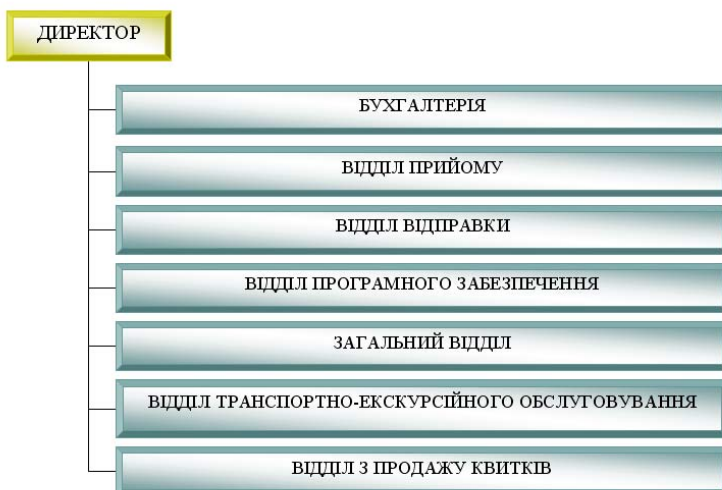 ДИРЕКТОР
БУХГАЛТЕРІЯ
ВІДДІЛ ПРИЙОМУ
ВІДДІЛ ВІДПРАВКИ
ВІДДІЛ ПРОГРАМНОГО ЗАБЕЗПЕЧЕННЯ
ЗАГАЛЬНИЙ ВІДДІЛ
ВІДДІЛ ТРАНСПОРТНО-ЕКСКУРСІЙНОГО ОБСЛУГОВУВАННЯ
ВІДДІЛ З ПРОДАЖУ КВИТКІВ